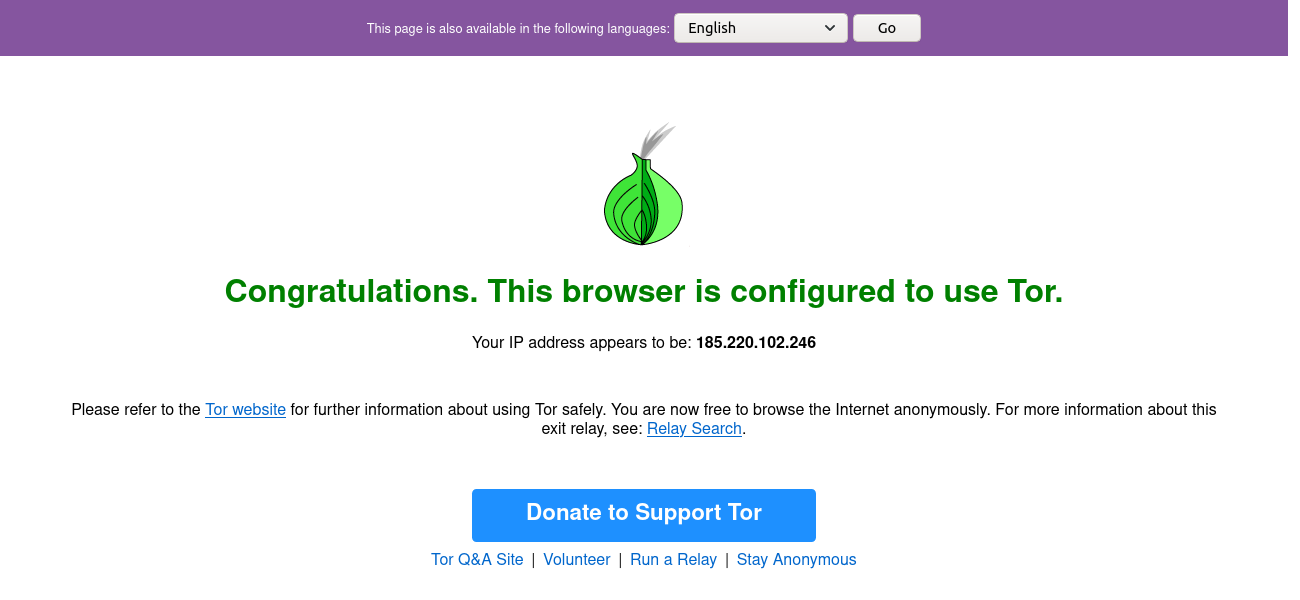 This page is also available in the following languages: English Go
Congratulations. This browser is configured to use Tor.
Your IP address appears to be: 185.220.102.246
Please refer to the Tor website for further information about using Tor safely. You are now free to browse the Internet anonymously. For more information about this
exit relay, see: Relay Search.
Donate to Support Tor
Tor Q&A Site | Volunteer | Run a Relay | Stay Anonymous